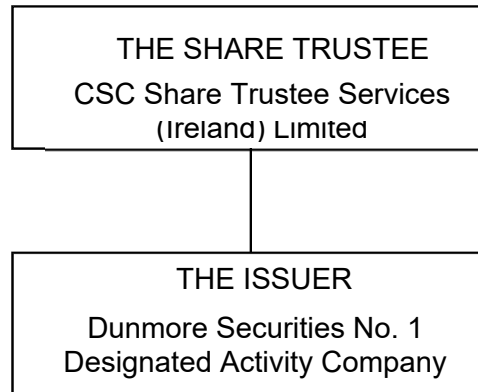 THE SHARE TRUSTEE
CSC Share Trustee Services
(Ireland) Limited
THE ISSUER
Dunmore Securities No. 1
Designated Activity Company